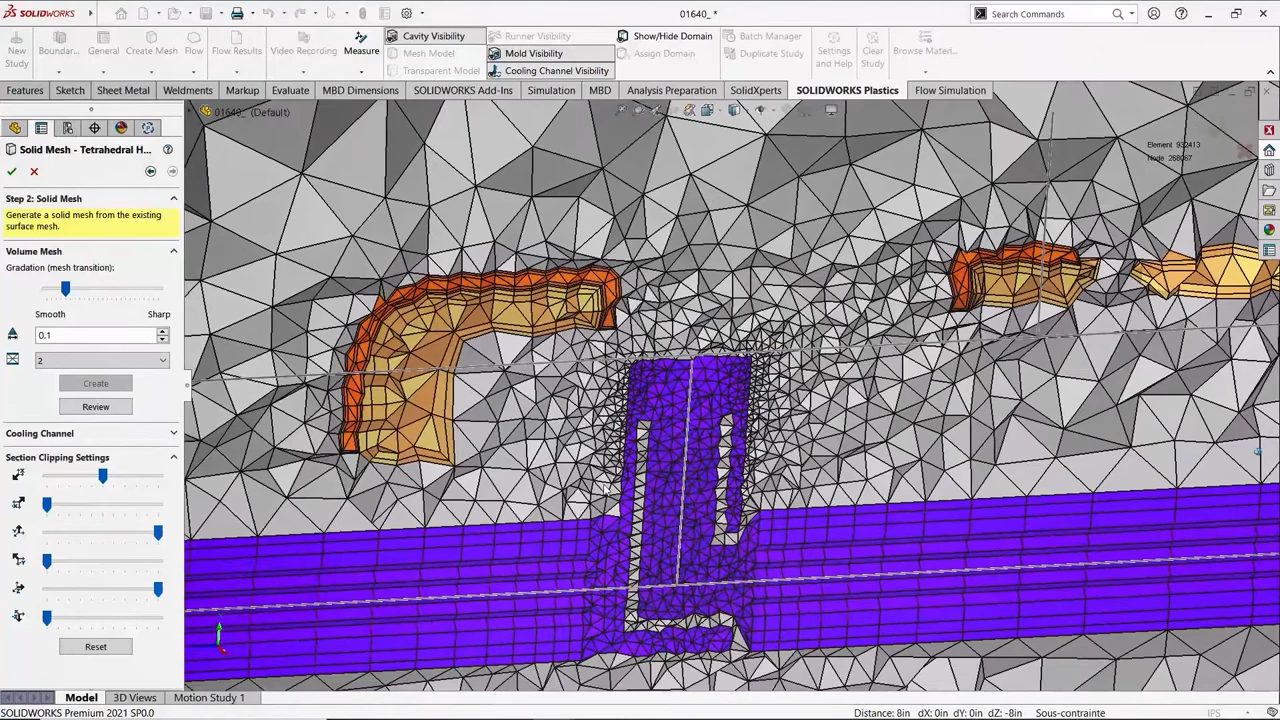 SOLIDWORKS
01640_ *
Search Commands
New Study
Boundar...
General
Create Mesh
Flow
Flow Results
Video Recording
Measure
Cavity Visibility
Mesh Model
Transparent Model
Runner Visibility
Mold Visibility
Cooling Channel Visibility
Show/Hide Domain
Assign Domain
Batch Manager
Duplicate Study
Settings and Help
Clear Study
Browse Materi...
Features
Sketch
Sheet Metal
Weldments
Markup
Evaluate
MBD Dimensions
SOLIDWORKS Add-Ins
Simulation
MBD
Analysis Preparation
SolidXperts
SOLIDWORKS Plastics
Flow Simulation
01640_ (Default)
Element 932413
Node 268067
Solid Mesh - Tetrahedral H...
Step 2: Solid Mesh
Generate a solid mesh from the existing
surface mesh.
Volume Mesh
Gradation (mesh transition):
Smooth Sharp
0.1
2
Create
Review
Cooling Channel
Section Clipping Settings
Reset
Model
3D Views
Motion Study 1
SOLIDWORKS Premium 2021 SP0.0
Distance: 8in dX: 0in dY: 0in dZ: -8in
Sous-contrainte
IPS